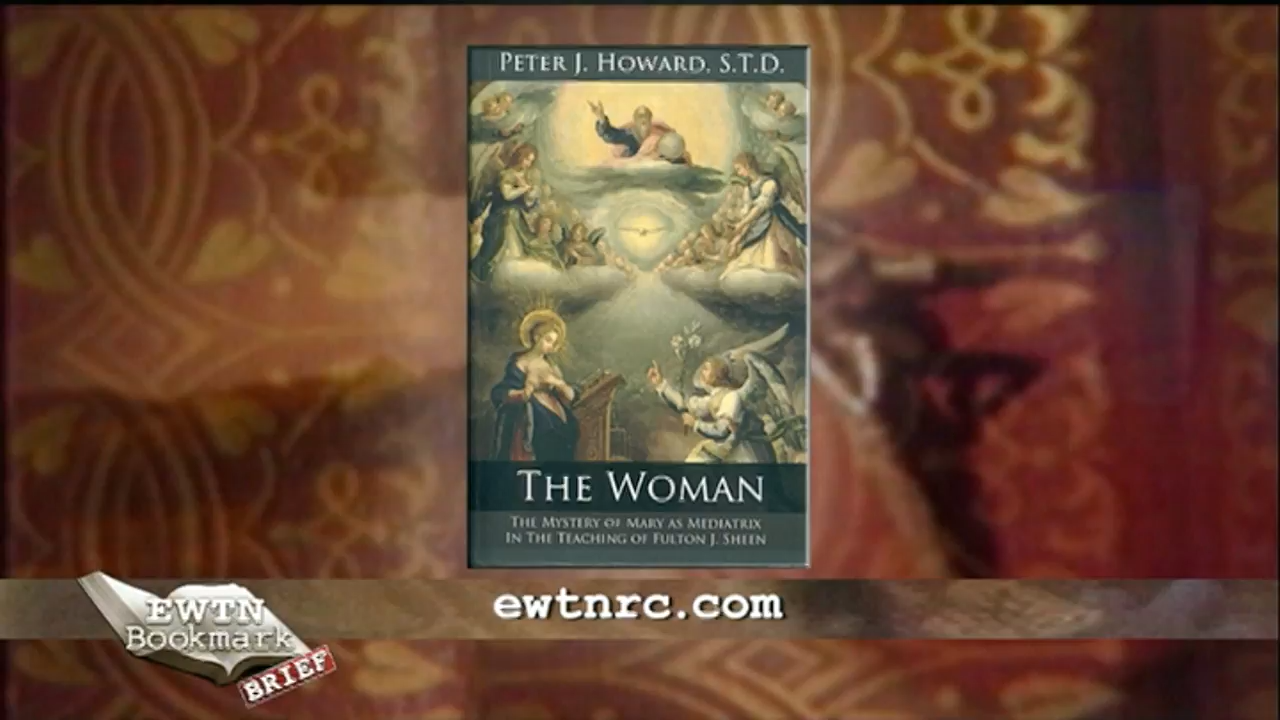 PETER J. HOWARD, S.T.D.
THE WOMAN
THE MYSTERY OF MARY AS MEDIATRIX
IN THE TEACHING OF FULTON J. SHEEN
ewtnrc.com
EWTN
Bookmark
BRIEF